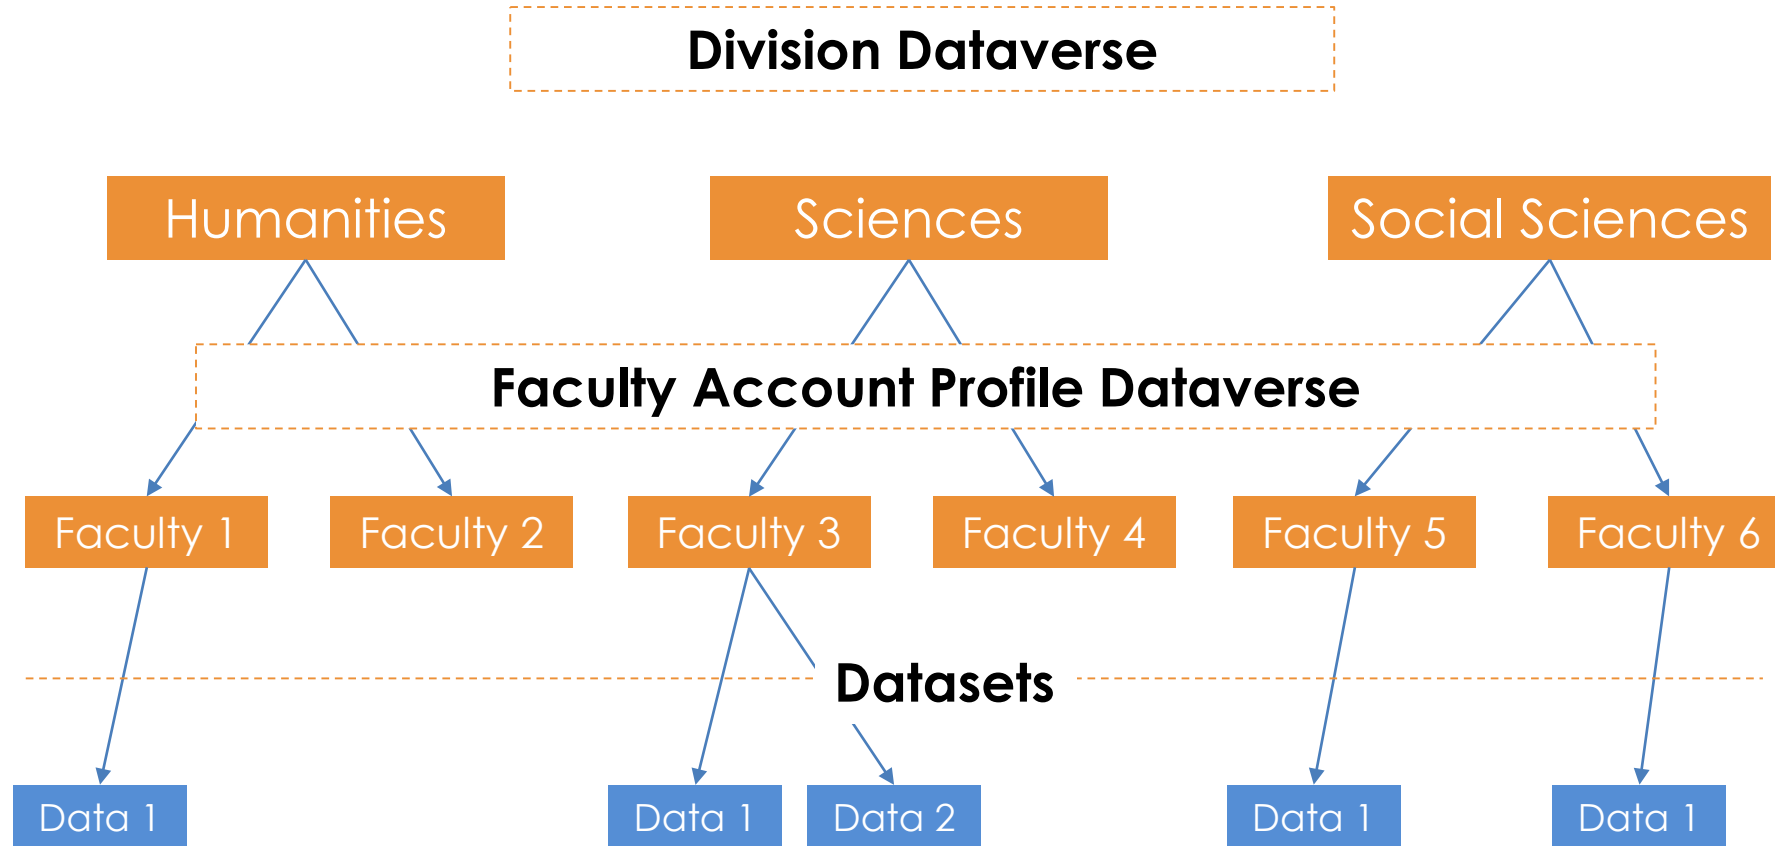 Division Dataverse
Humanities
Sciences
Social Sciences
Faculty Account Profile Dataverse
Faculty 1
Faculty 2
Faculty 3
Faculty 4
Faculty 5
Faculty 6
Datasets
Data 1
Data 1
Data 2
Data 1
Data 1